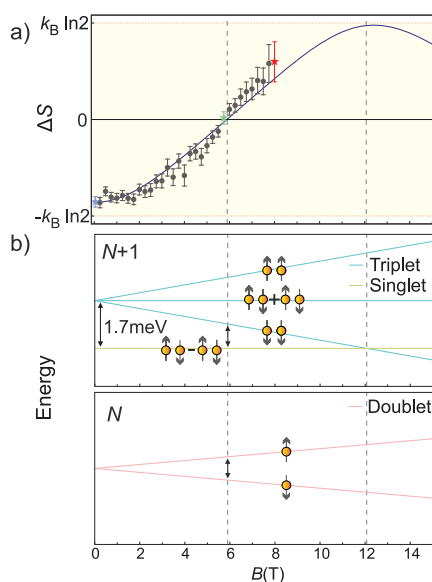 a)
k_B ln2
ΔS
0
-k_B ln2
b)
N+1
Triplet
Singlet
+
1.7meV
-
Energy
N
Doublet
0 2 4 6 8 10 12 14
B(T)